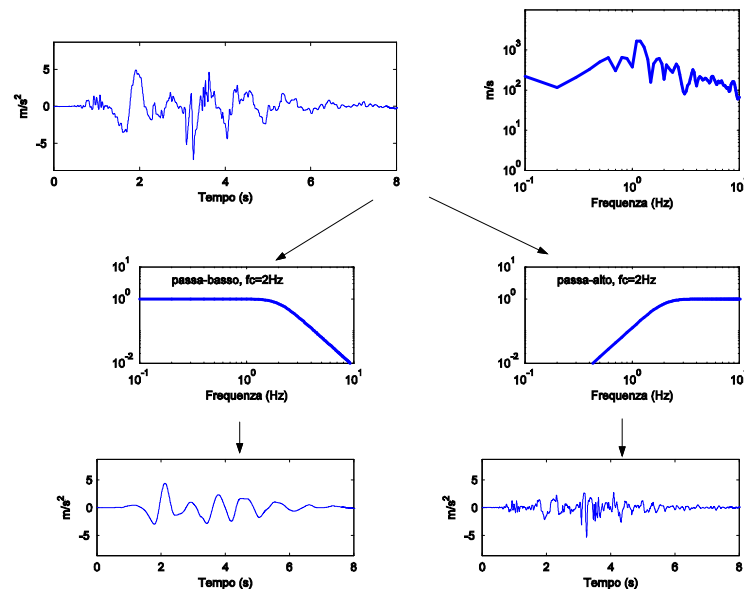 5
0
-5
m/s²
0 2 4 6 8
Tempo (s)
10³
10²
10¹
10⁰
m/s
10⁻¹ 10⁰ 10¹
Frequenza (Hz)
10¹
10⁰
10⁻²
passa-basso, fc=2Hz
10⁻¹ 10⁰ 10¹
Frequenza (Hz)
10¹
10⁰
10⁻²
passa-alto, fc=2Hz
10⁻¹ 10⁰ 10¹
Frequenza (Hz)
5
0
-5
m/s²
0 2 4 6 8
Tempo (s)
5
0
-5
m/s²
0 2 4 6 8
Tempo (s)